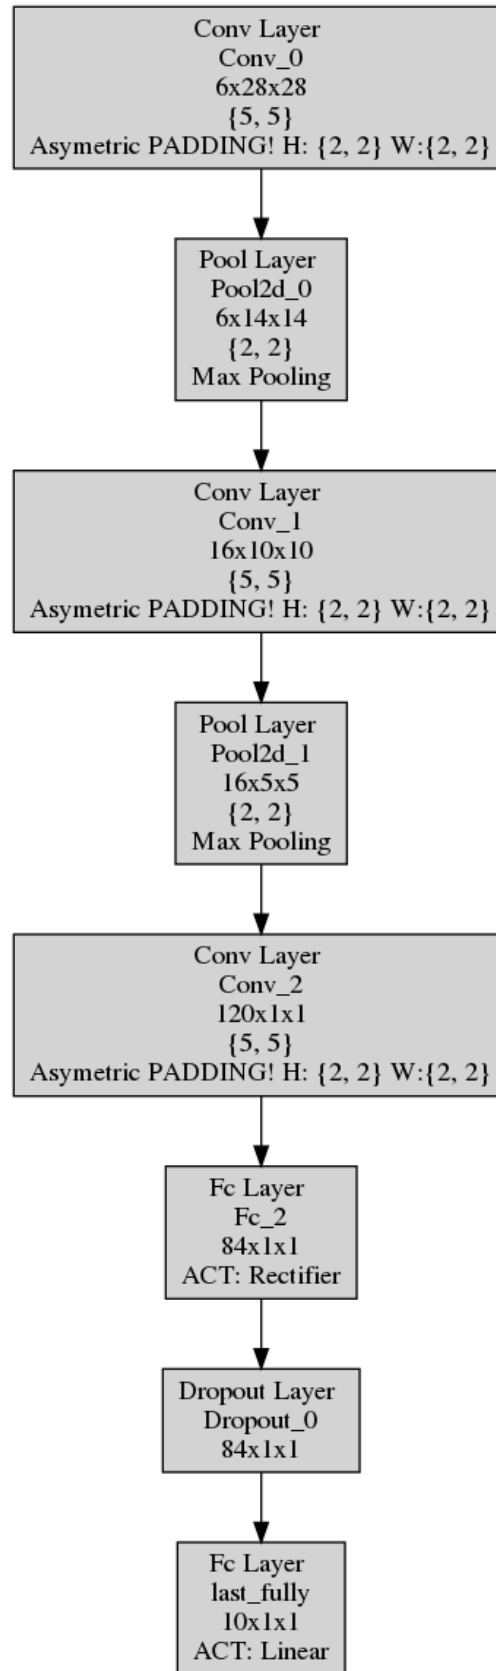 Conv Layer
Conv_0
6x28x28
{5, 5}
Asymetric PADDING! H: {2, 2} W:{2, 2}
Pool Layer
Pool2d_0
6x14x14
{2, 2}
Max Pooling
Conv Layer
Conv_1
16x10x10
{5, 5}
Asymetric PADDING! H: {2, 2} W:{2, 2}
Pool Layer
Pool2d_1
16x5x5
{2, 2}
Max Pooling
Conv Layer
Conv_2
120x1x1
{5, 5}
Asymetric PADDING! H: {2, 2} W:{2, 2}
Fc Layer
Fc_2
84x1x1
ACT: Rectifier
Dropout Layer
Dropout_0
84x1x1
Fc Layer
last_fully
10x1x1
ACT: Linear